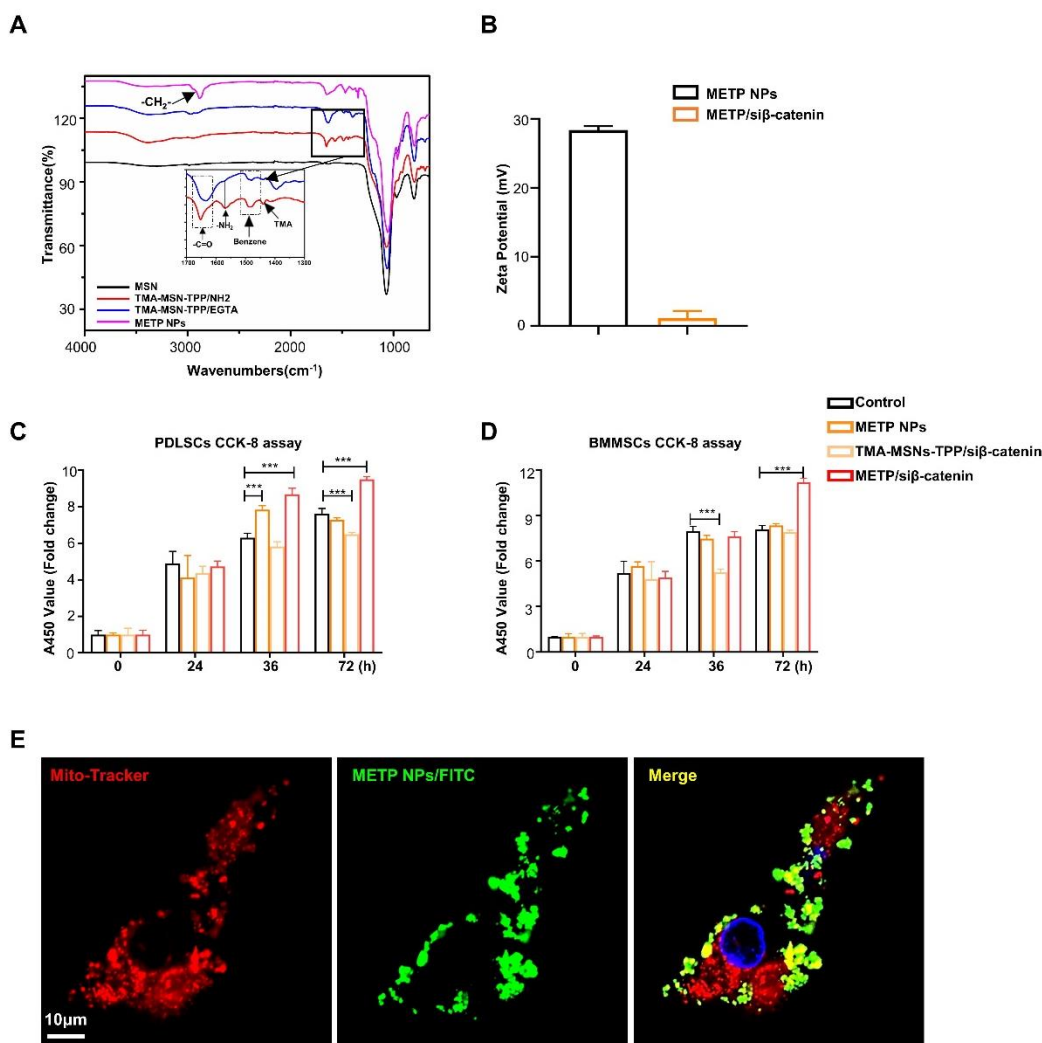 A
Transmittance(%)
120
90
60
30
-CH₂-
-C=O
-NH₂
Benzene
TMA
1700 1600 1500 1400 1300
MSN
TMA-MSN-TPP/NH2
TMA-MSN-TPP/EGTA
METP NPs
4000 3000 2000 1000
Wavenumbers(cm⁻¹)
B
Zeta Potential (mV)
30
20
10
0
METP NPs
METP/siβ-catenin
Control
METP NPs
TMA-MSNs-TPP/siβ-catenin
METP/siβ-catenin
C
PDLSCs CCK-8 assay
A450 Value (Fold change)
10
8
6
4
2
0
*** *** *** ***
0 24 36 72 (h)
D
BMMSCs CCK-8 assay
A450 Value (Fold change)
12
9
6
3
0
*** ***
0 24 36 72 (h)
E
Mito-Tracker
METP NPs/FITC
Merge
10μm